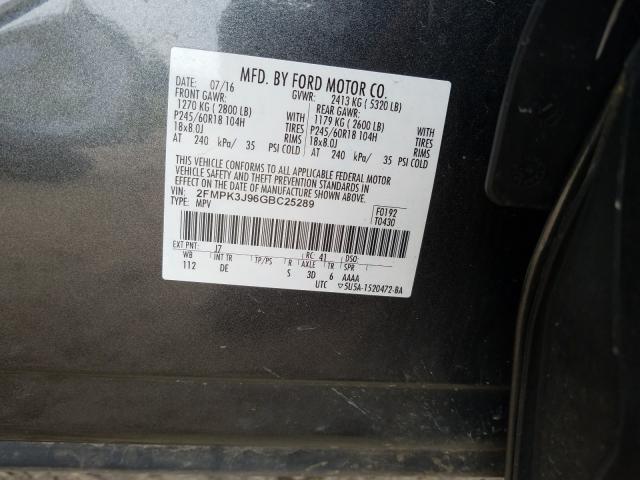 MFD. BY FORD MOTOR CO.
DATE: 07/16 GVWR: 2413 KG ( 5320 LB)
FRONT GAWR: REAR GAWR:
1270 KG ( 2800 LB) 1179 KG ( 2600 LB)
P245/60R18 104H WITH TIRES P245/60R18 104H WITH TIRES
18x8.0J RIMS 18x8.0J RIMS
AT 240 kPa/ 35 PSI COLD AT 240 kPa/ 35 PSI COLD
THIS VEHICLE CONFORMS TO ALL APPLICABLE FEDERAL MOTOR
VEHICLE SAFETY AND THEFT PREVENTION STANDARDS IN
EFFECT ON THE DATE OF MANUFACTURE SHOWN ABOVE.
VIN: 2FMPK3J96GBC25289 F0192
TYPE: MPV T0430
EXT PNT: J7 RC: 41 DSO:
WB INT TR TP/PS R AXLE TR SPR
112 DE S 3D 6 AAAA
UTC 5U5A-1520472-BA